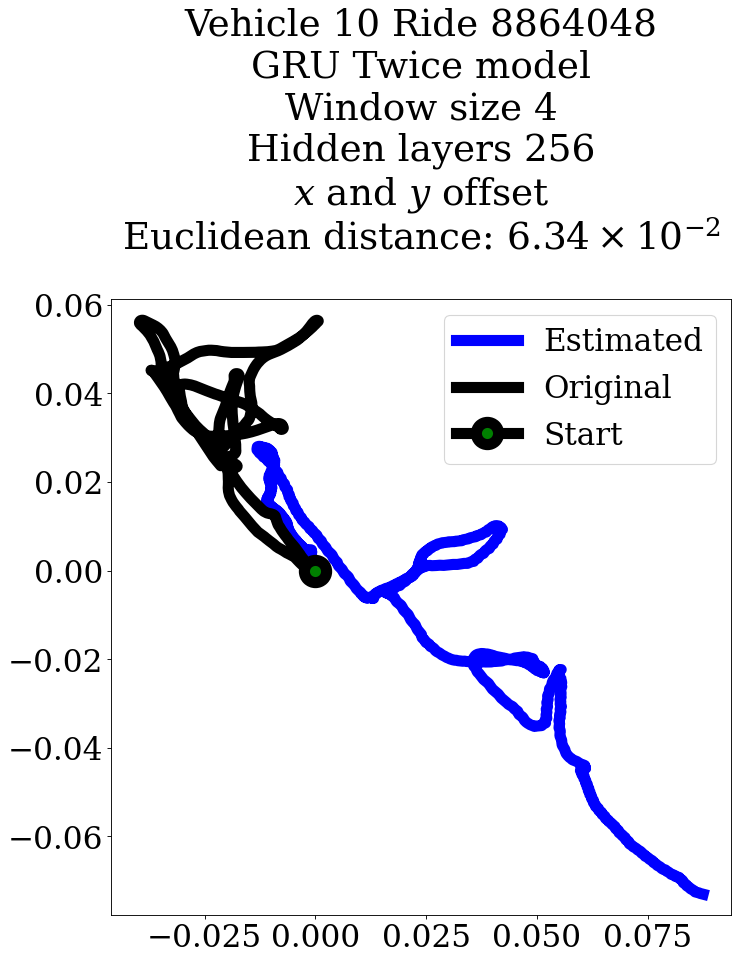 Vehicle 10 Ride 8864048
GRU Twice model
Window size 4
Hidden layers 256
x and y offset
Euclidean distance: 6.34 × 10⁻²
0.06
0.04
0.02
0.00
−0.02
−0.04
−0.06
Estimated
Original
Start
−0.025 0.000 0.025 0.050 0.075